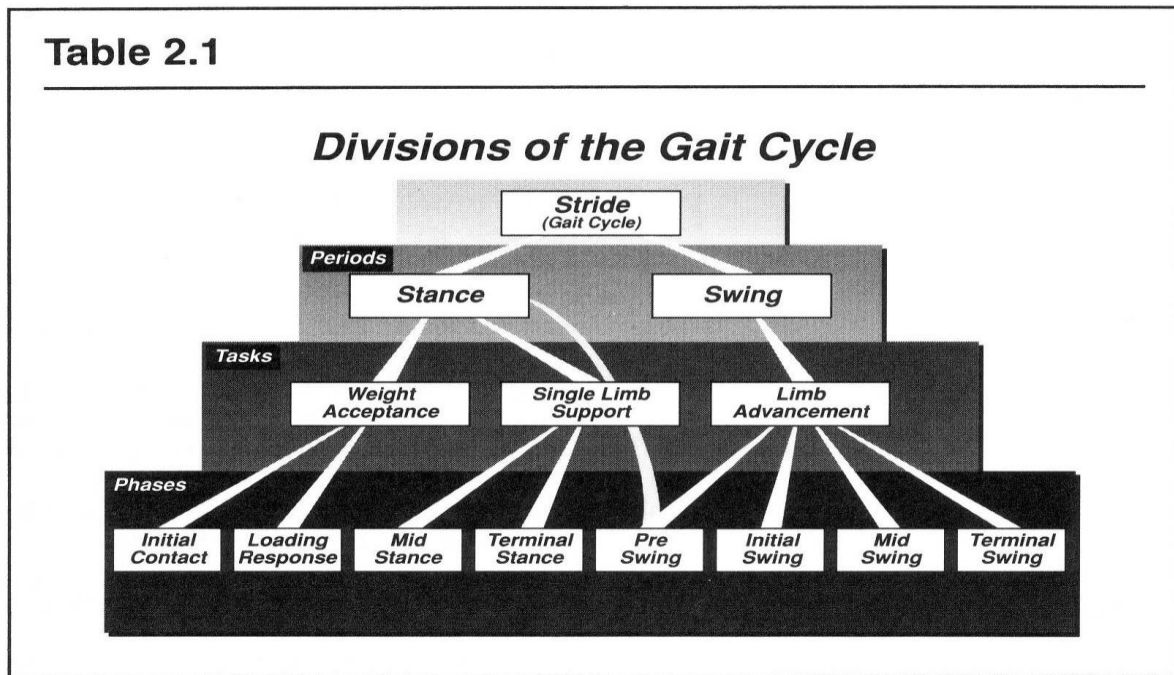 Table 2.1
Divisions of the Gait Cycle
Stride
(Gait Cycle)
Periods
Stance
Swing
Tasks
Weight
Acceptance
Single Limb
Support
Limb
Advancement
Phases
Initial
Contact
Loading
Response
Mid
Stance
Terminal
Stance
Pre
Swing
Initial
Swing
Mid
Swing
Terminal
Swing